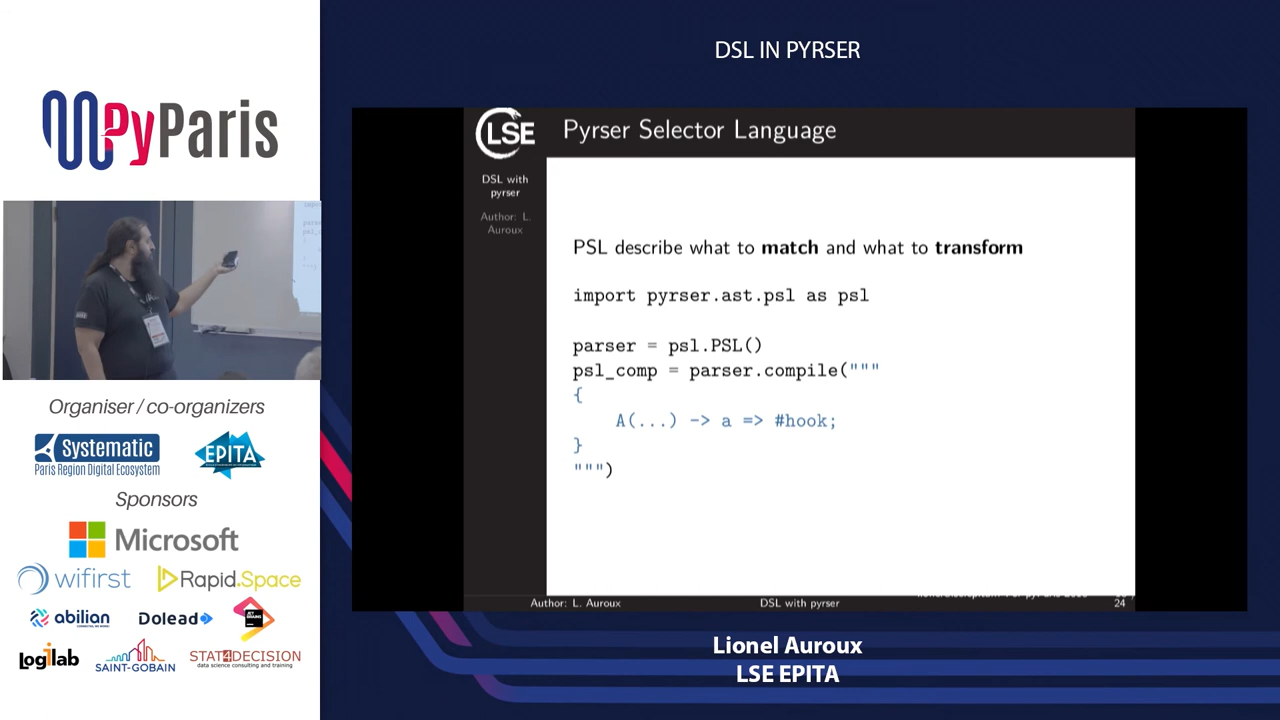 DSL IN PYRSER
PyParis
LSE
Pyrser Selector Language
DSL with
pyrser
Author: L.
Auroux
PSL describe what to match and what to transform
import pyrser.ast.psl as psl
parser = psl.PSL()
psl_comp = parser.compile("""
{
A(...) -> a => #hook;
}
""")
Author: L. Auroux
DSL with pyrser
24
Organiser / co-organizers
Systematic
Paris Region Digital Ecosystem
EPITA
Sponsors
Microsoft
wifirst
Rapid.Space
abilian
Dolead
JET
BRAINS
Logilab
SAINT-GOBAIN
STAT4DECISION
data science consulting and training
Lionel Auroux
LSE EPITA